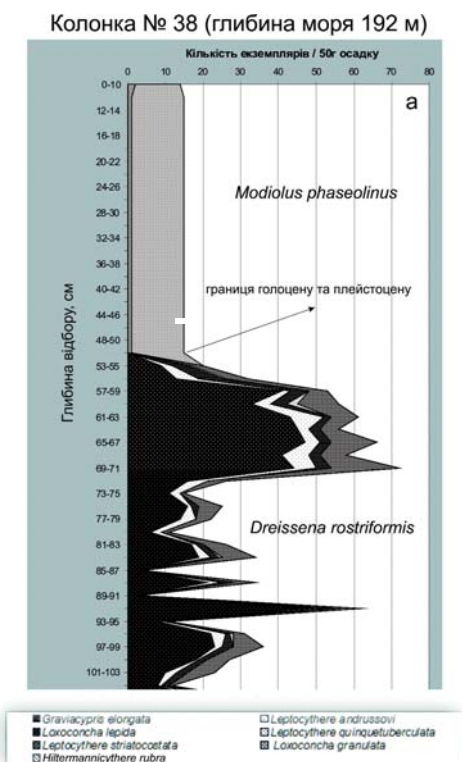 Колонка № 38 (глибина моря 192 м)
Кількість екземплярів / 50г осадку
0 10 20 30 40 50 60 70 80
а
Глибина відбору, см
0-10
12-14
16-18
20-22
24-26
28-30
32-34
36-38
40-42
44-46
48-50
53-55
57-59
61-63
65-67
69-71
73-75
77-79
81-83
85-87
89-91
93-95
97-99
101-103
Modiolus phaseolinus
границя голоцену та плейстоцену
Dreissena rostriformis
Graviacypris elongata
Leptocythere andrussovi
Loxoconcha lepida
Leptocythere quinquetuberculata
Leptocythere striatocostata
Loxoconcha granulata
Hiltermannicythere rubra